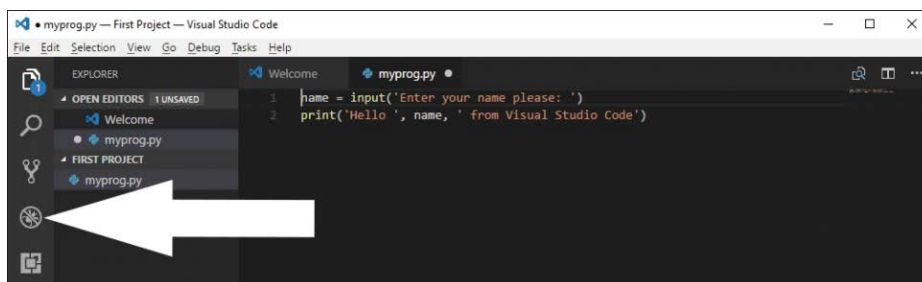 ● myprog.py — First Project — Visual Studio Code
File Edit Selection View Go Debug Tasks Help
EXPLORER
Welcome
myprog.py ●
OPEN EDITORS 1 UNSAVED
Welcome
● myprog.py
FIRST PROJECT
myprog.py
1
1 name = input('Enter your name please: ')
2 print('Hello ', name, ' from Visual Studio Code')